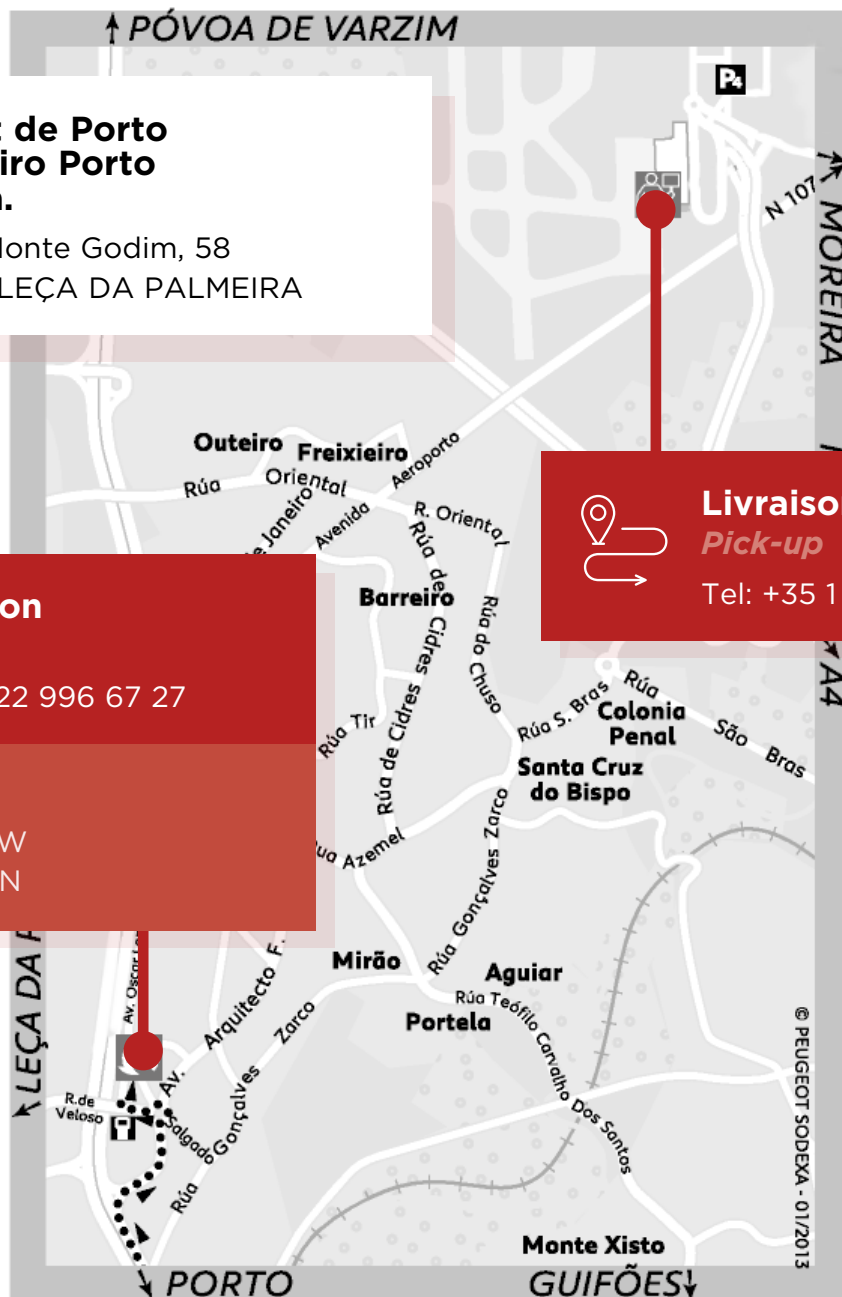 PÓVOA DE VARZIM
P4
de Porto
iro Porto
Monte Godim, 58
LEÇA DA PALMEIRA
N 107
MOREIRA
Outeiro
Freixieiro
Aeroporto
Rúa Oriental
R. Oriental
de Janeiro
Avenida
Rúa de Cidres
Barreiro
Rúa do Chuso
Livraison
Pick-up
Tel: +35 1
A4
on
22 996 67 27
W
N
Rúa Tir
Rúa de Cidres
Rúa S. Bras
Rúa São Bras
Colonia
Penal
Santa Cruz
do Bispo
Rua Azemel
Rúa Gonçalves Zarco
Mirão
Aguiar
Portela
Rúa Teófilo Carvalho Dos Santos
LEÇA DA P
Av. Oscar Lo
Av. Arquitecto F.
Rúa Gonçalves Zarco
R.de
Veloso
Salgado
© PEUGEOT SODEXA - 01/2013
Monte Xisto
PORTO
GUIFÕES